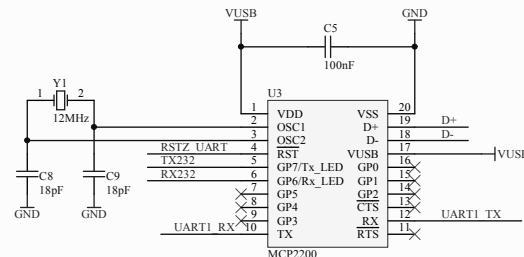 VUSB GND
C5
100nF
Y1
1 2
12MHz
C8
18pF
C9
18pF
GND GND
U3
1 VDD VSS 20
2 OSC1 D+ 19 D+
3 OSC2 D- 18 D-
RSTZ_UART 4 RST VUSB 17 VUSB
TX232 5 GP7/Tx_LED GP0 16
RX232 6 GP6/Rx_LED GP1 15
7 GP5 GP2 14
8 GP4 CTS 13
9 GP3 RX 12 UART1_TX
UART1_RX 10 TX RTS 11
MCP2200